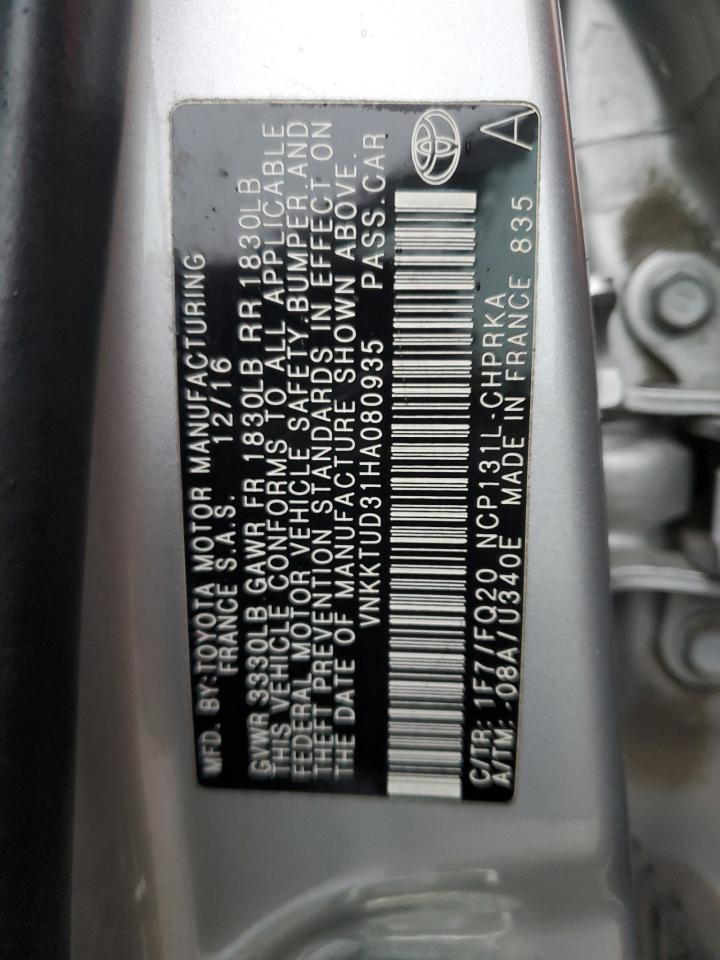 MFD. BY: TOYOTA MOTOR MANUFACTURING
FRANCE S.A.S. 12/16
GVWR 3330LB GAWR FR 1830LB RR 1830LB
THIS VEHICLE CONFORMS TO ALL APPLICABLE
FEDERAL MOTOR VEHICLE SAFETY, BUMPER, AND
THEFT PREVENTION STANDARDS IN EFFECT ON
THE DATE OF MANUFACTURE SHOWN ABOVE.
VNKKTUD31HA080935 PASS.CAR
C/TR: 1F7/FQ20 NCP131L-CHPRKA
A/TM: -08A/U340E MADE IN FRANCE 835
A